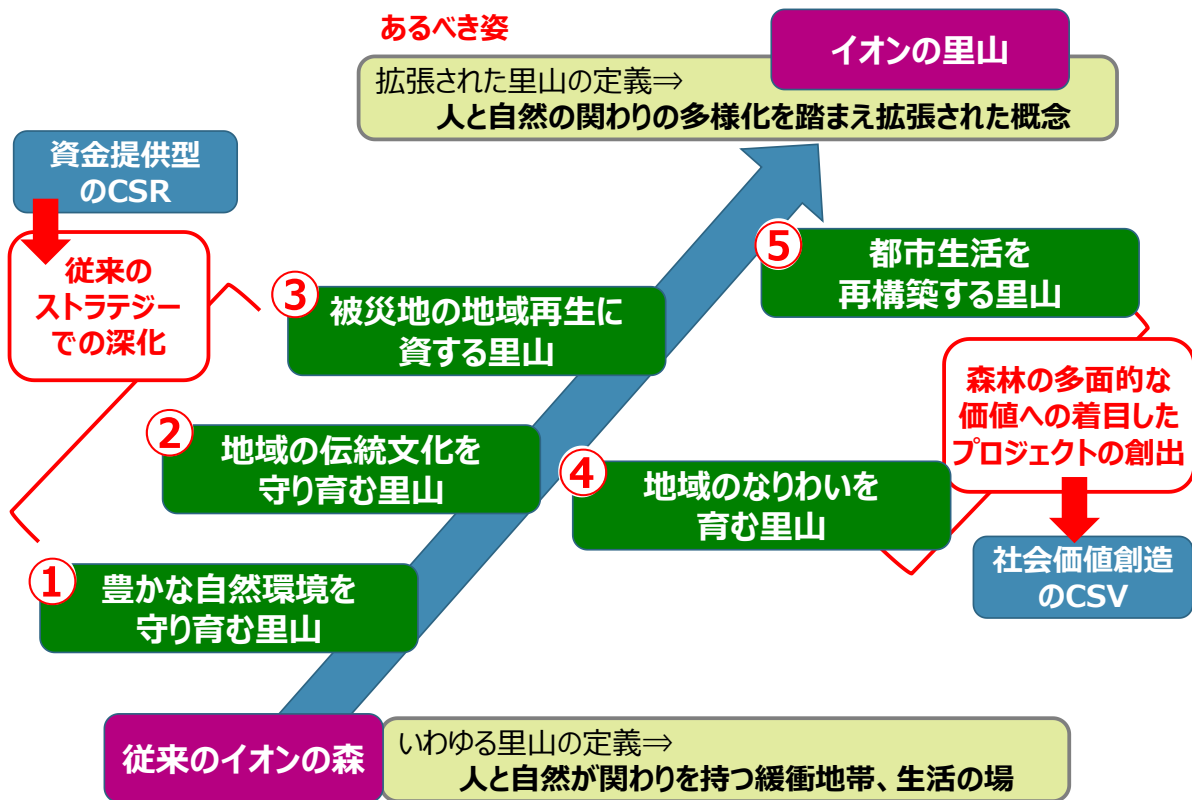 あるべき姿
イオンの里山
拡張された里山の定義⇒
人と自然の関わりの多様化を踏まえ拡張された概念
資金提供型
のCSR
従来の
ストラテジー
での深化
⑤
都市生活を
再構築する里山
③
被災地の地域再生に
資する里山
森林の多面的な
価値への着目した
プロジェクトの創出
②
地域の伝統文化を
守り育む里山
④
地域のなりわいを
育む里山
社会価値創造
のCSV
①
豊かな自然環境を
守り育む里山
従来のイオンの森
いわゆる里山の定義⇒
人と自然が関わりを持つ緩衝地帯、生活の場